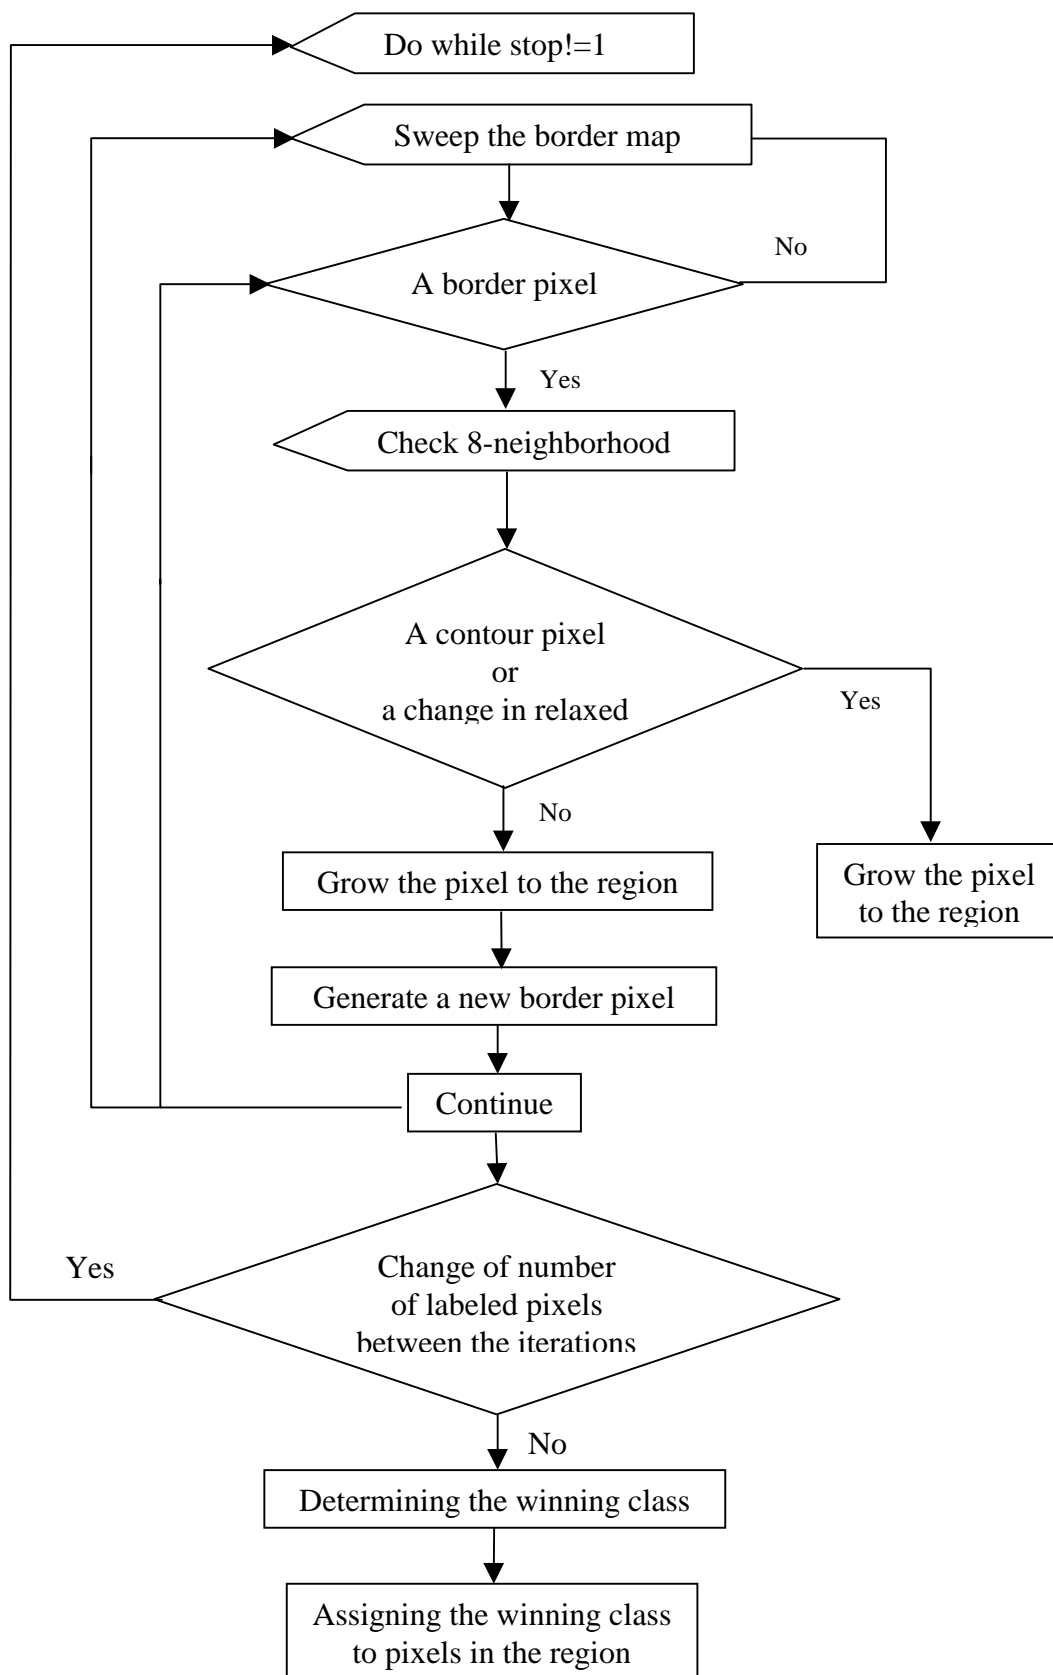 Do while stop!=1
Sweep the border map
No
A border pixel
Yes
Check 8-neighborhood
A contour pixel
or
a change in relaxed
Yes
No
Grow the pixel to the region
Grow the pixel
to the region
Generate a new border pixel
Continue
Yes
Change of number
of labeled pixels
between the iterations
No
Determining the winning class
Assigning the winning class
to pixels in the region